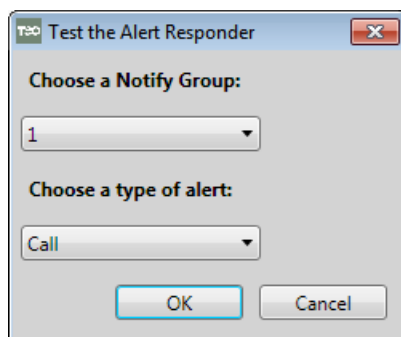 TSO Test the Alert Responder
Choose a Notify Group:
1
Choose a type of alert:
Call
OK Cancel